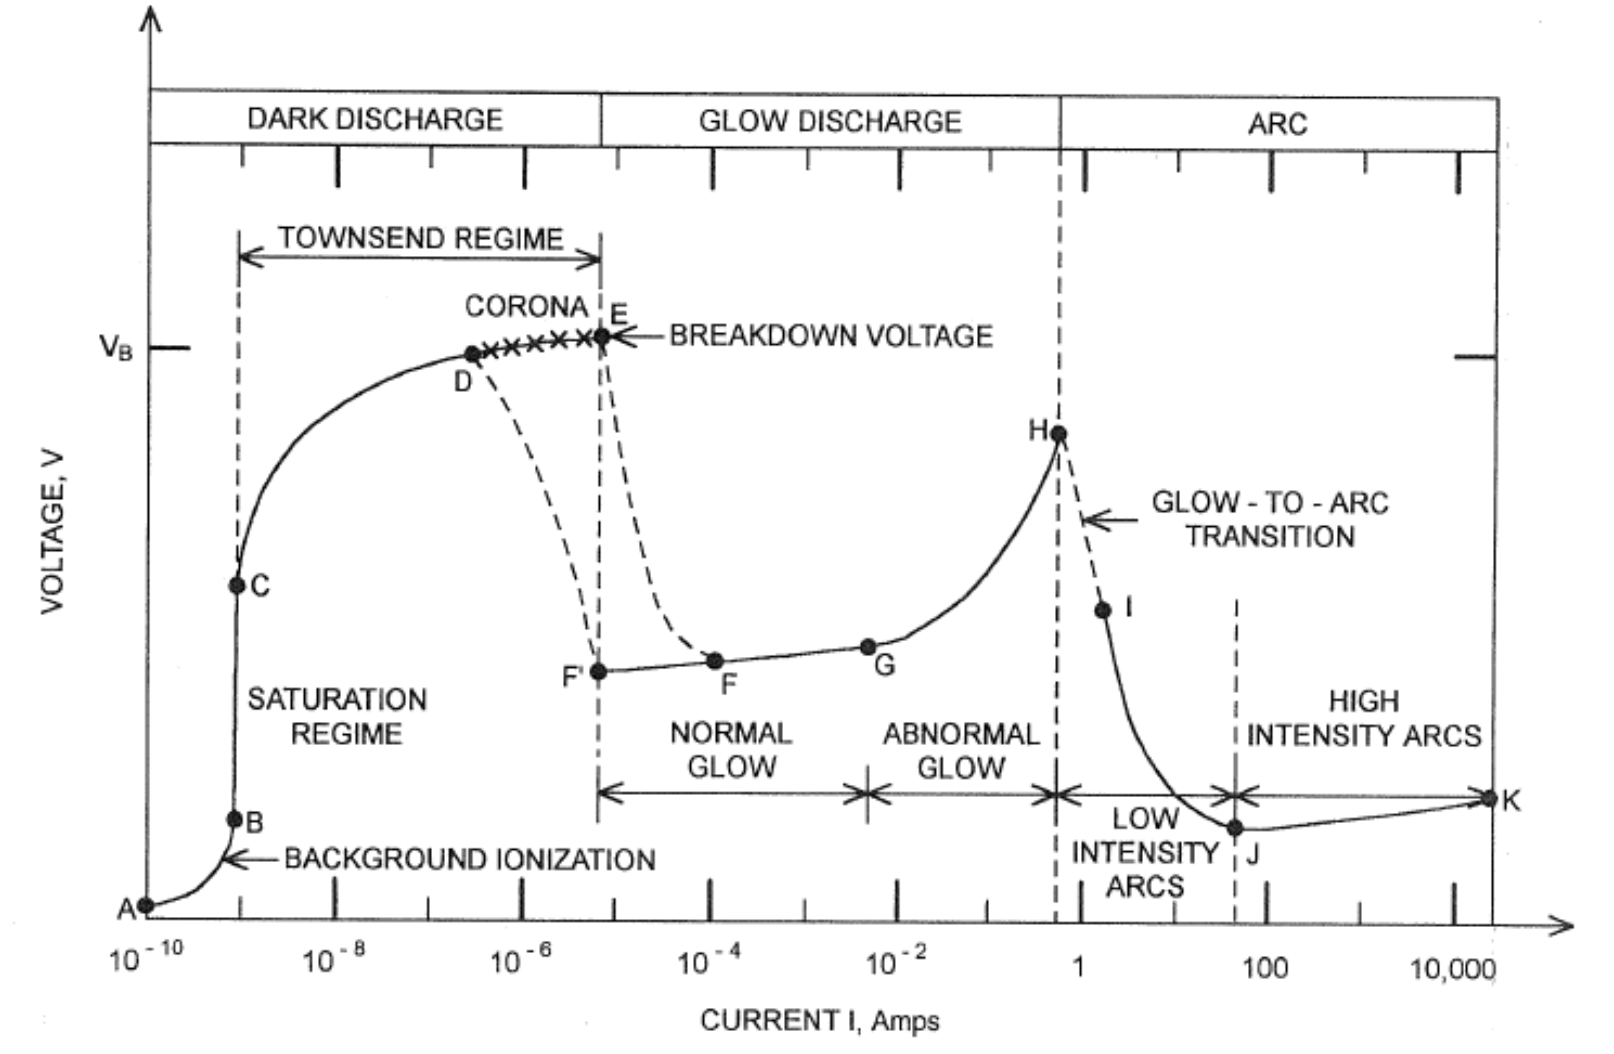 DARK DISCHARGE
GLOW DISCHARGE
ARC
TOWNSEND REGIME
CORONA
E
BREAKDOWN VOLTAGE
V_B
D
H
GLOW - TO - ARC
TRANSITION
VOLTAGE, V
C
I
F'
F
G
SATURATION
REGIME
NORMAL
GLOW
ABNORMAL
GLOW
HIGH
INTENSITY ARCS
B
K
LOW
INTENSITY
ARCS
J
BACKGROUND IONIZATION
A
10^-10
10^-8
10^-6
10^-4
10^-2
1
100
10,000
CURRENT I, Amps